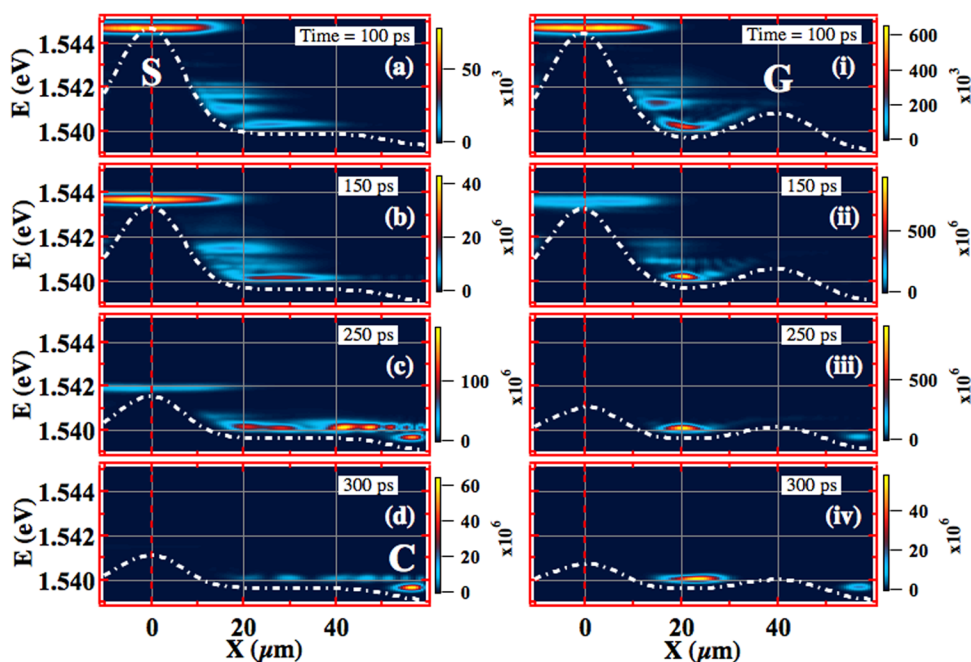 Time = 100 ps
Time = 100 ps
E (eV)
1.544
1.542
1.540
S
(a)
50
0
x10³
G
(i)
600
400
200
0
x10³
150 ps
150 ps
E (eV)
1.544
1.542
1.540
(b)
40
20
0
x10⁶
(ii)
500
0
x10⁶
250 ps
250 ps
E (eV)
1.544
1.542
1.540
(c)
100
0
x10⁶
(iii)
500
0
x10⁶
300 ps
300 ps
E (eV)
1.544
1.542
1.540
(d)
C
60
40
20
0
x10⁶
(iv)
40
20
0
x10⁶
0 20 40
0 20 40
X (μm)
X (μm)